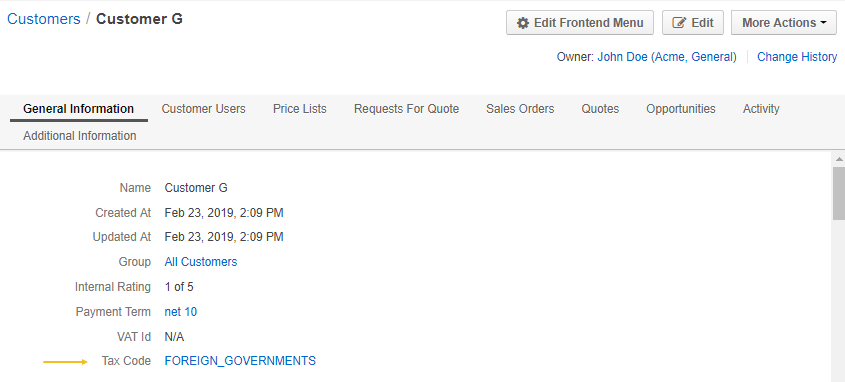 Customers / Customer G
Edit Frontend Menu
Edit
More Actions
Owner: John Doe (Acme, General)
Change History
General Information
Customer Users
Price Lists
Requests For Quote
Sales Orders
Quotes
Opportunities
Activity
Additional Information
Name Customer G
Created At Feb 23, 2019, 2:09 PM
Updated At Feb 23, 2019, 2:09 PM
Group All Customers
Internal Rating 1 of 5
Payment Term net 10
VAT Id N/A
Tax Code FOREIGN_GOVERNMENTS